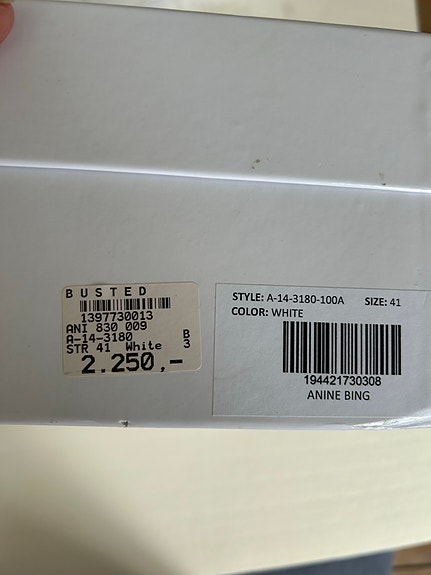 B U S T E D
1397730013
ANI 830 009
A-14-3180 B
STR 41 White 3
2.250,-
STYLE: A-14-3180-100A SIZE: 41
COLOR: WHITE
194421730308
ANINE BING